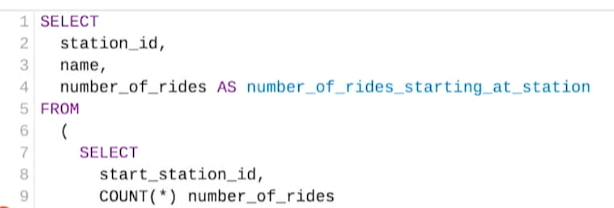 1 SELECT
2 station_id,
3 name,
4 number_of_rides AS number_of_rides_starting_at_station
5 FROM
6 (
7 SELECT
8 start_station_id,
9 COUNT(*) number_of_rides